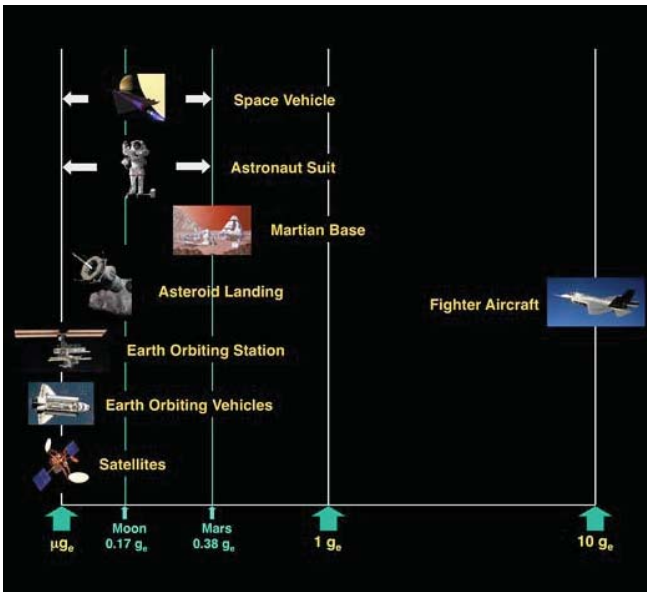 Space Vehicle
Astronaut Suit
Martian Base
Asteroid Landing
Fighter Aircraft
Earth Orbiting Station
Earth Orbiting Vehicles
Satellites
μgₑ
Moon
0.17 gₑ
Mars
0.38 gₑ
1 gₑ
10 gₑ